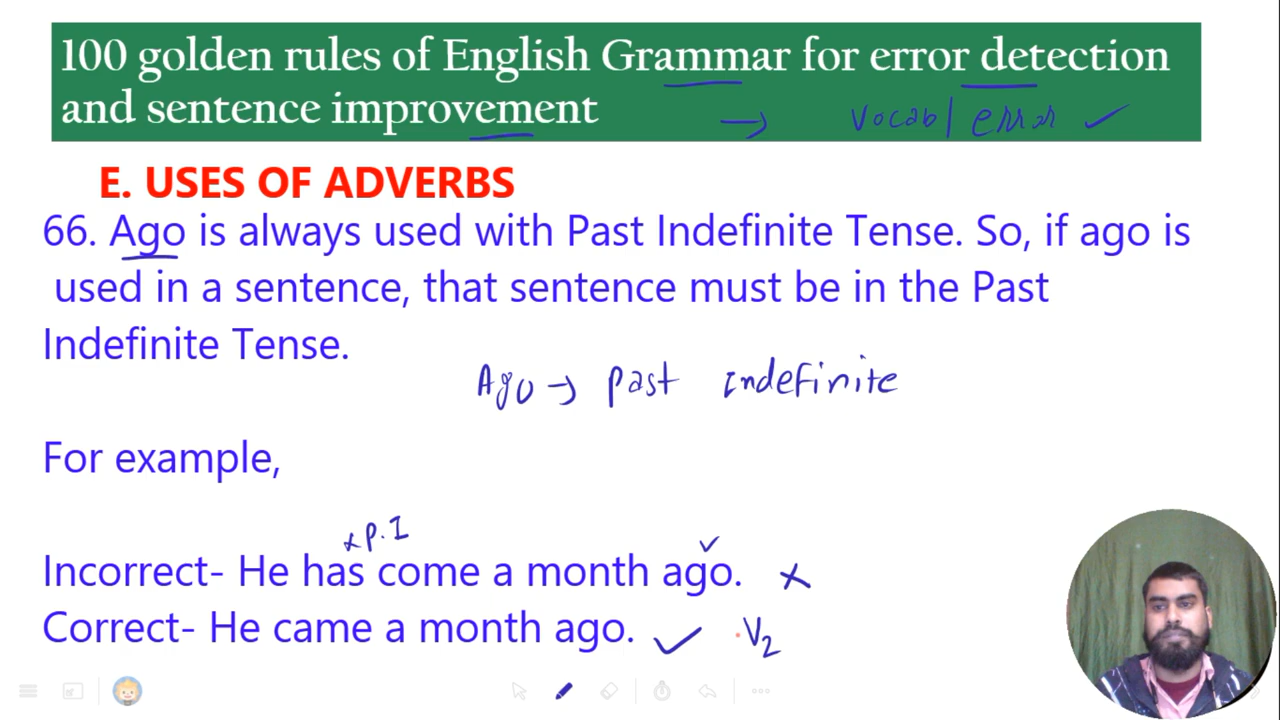 100 golden rules of English Grammar for error detection
and sentence improvement → Vocab/error ✓
E. USES OF ADVERBS
66. Ago is always used with Past Indefinite Tense. So, if ago is
used in a sentence, that sentence must be in the Past
Indefinite Tense.
Ago → Past Indefinite
For example,
x P.I ✓
Incorrect- He has come a month ago. x
Correct- He came a month ago. ✓ V2